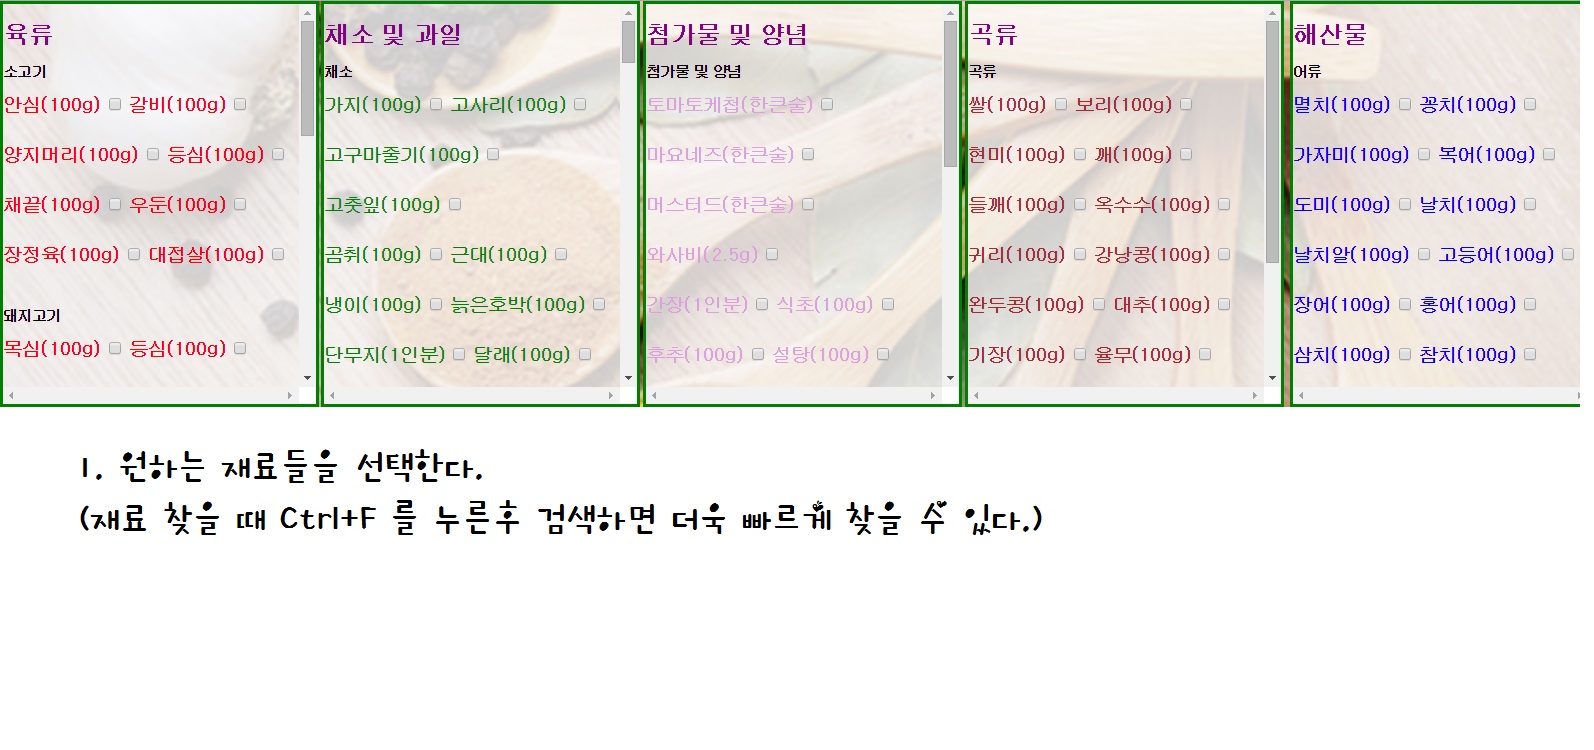 육류
소고기
안심(100g) 갈비(100g)
양지머리(100g) 등심(100g)
채끝(100g) 우둔(100g)
장정육(100g) 대접살(100g)
돼지고기
목심(100g) 등심(100g)
채소 및 과일
채소
가지(100g) 고사리(100g)
고구마줄기(100g)
고춧잎(100g)
곰취(100g) 근대(100g)
냉이(100g) 늙은호박(100g)
단무지(1인분) 달래(100g)
첨가물 및 양념
첨가물 및 양념
토마토케첩(한큰술)
마요네즈(한큰술)
머스터드(한큰술)
와사비(2.5g)
간장(1인분) 식초(100g)
후추(100g) 설탕(100g)
곡류
곡류
쌀(100g) 보리(100g)
현미(100g) 깨(100g)
들깨(100g) 옥수수(100g)
귀리(100g) 강낭콩(100g)
완두콩(100g) 대추(100g)
기장(100g) 율무(100g)
해산물
어류
멸치(100g) 꽁치(100g)
가자미(100g) 복어(100g)
도미(100g) 날치(100g)
날치알(100g) 고등어(100g)
장어(100g) 홍어(100g)
삼치(100g) 참치(100g)
1. 원하는 재료들을 선택한다.
(재료 찾을 때 Ctrl+F 를 누른후 검색하면 더욱 빠르게 찾을 수 있다.)